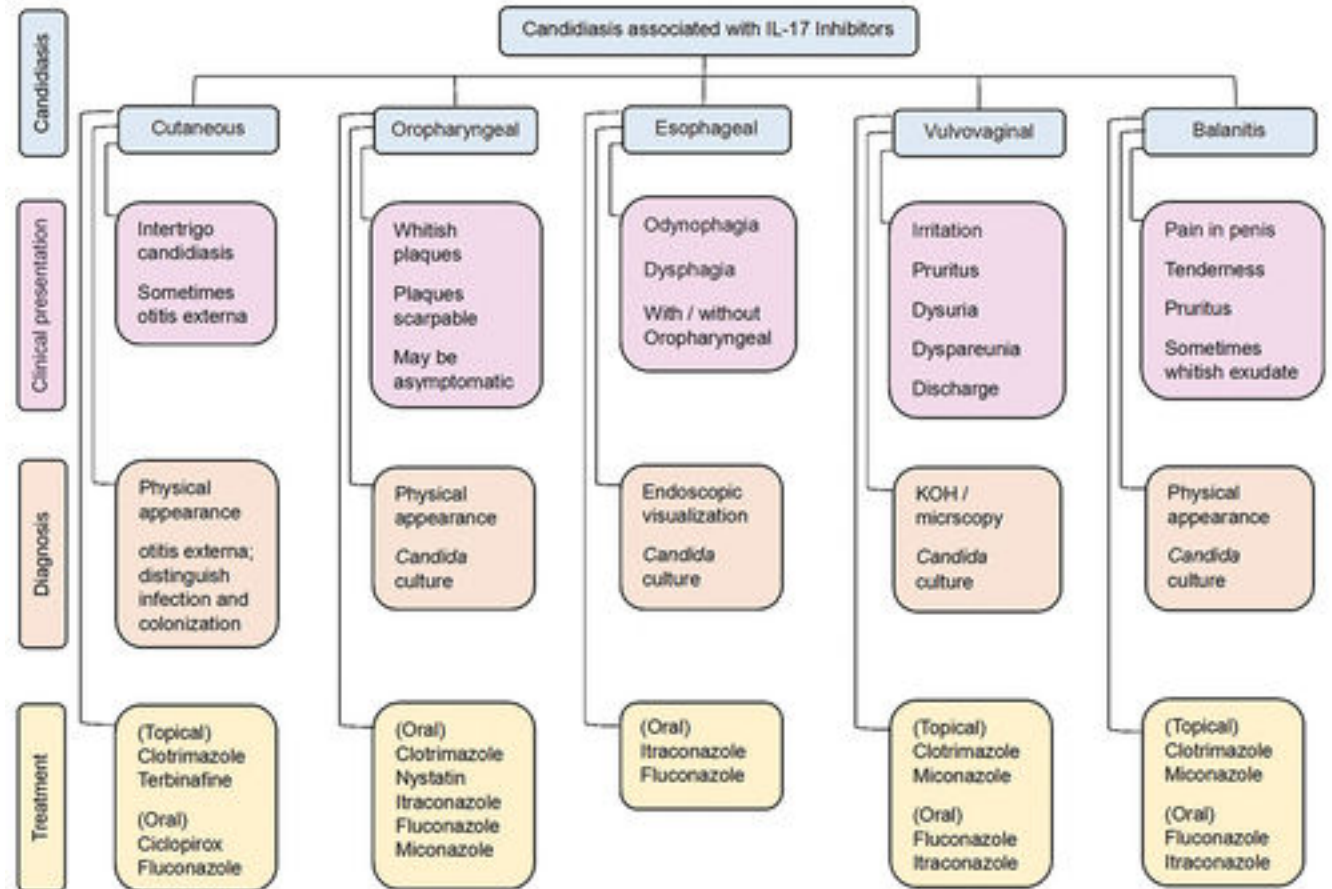 Candidiasis associated with IL-17 Inhibitors
Candidiasis
Cutaneous
Oropharyngeal
Esophageal
Vulvovaginal
Balanitis
Clinical presentation
Intertrigo
candidiasis
Sometimes
otitis externa
Whitish
plaques
Plaques
scarpable
May be
asymptomatic
Odynophagia
Dysphagia
With / without
Oropharyngeal
Irritation
Pruritus
Dysuria
Dyspareunia
Discharge
Pain in penis
Tenderness
Pruritus
Sometimes
whitish exudate
Diagnosis
Physical
appearance
otitis externa;
distinguish
infection and
colonization
Physical
appearance
Candida
culture
Endoscopic
visualization
Candida
culture
KOH /
micrscopy
Candida
culture
Physical
appearance
Candida
culture
Treatment
(Topical)
Clotrimazole
Terbinafine
(Oral)
Ciclopirox
Fluconazole
(Oral)
Clotrimazole
Nystatin
Itraconazole
Fluconazole
Miconazole
(Oral)
Itraconazole
Fluconazole
(Topical)
Clotrimazole
Miconazole
(Oral)
Fluconazole
Itraconazole
(Topical)
Clotrimazole
Miconazole
(Oral)
Fluconazole
Itraconazole